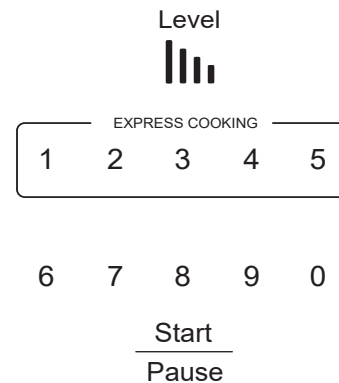 Level
EXPRESS COOKING
1 2 3 4 5
6 7 8 9 0
Start
Pause